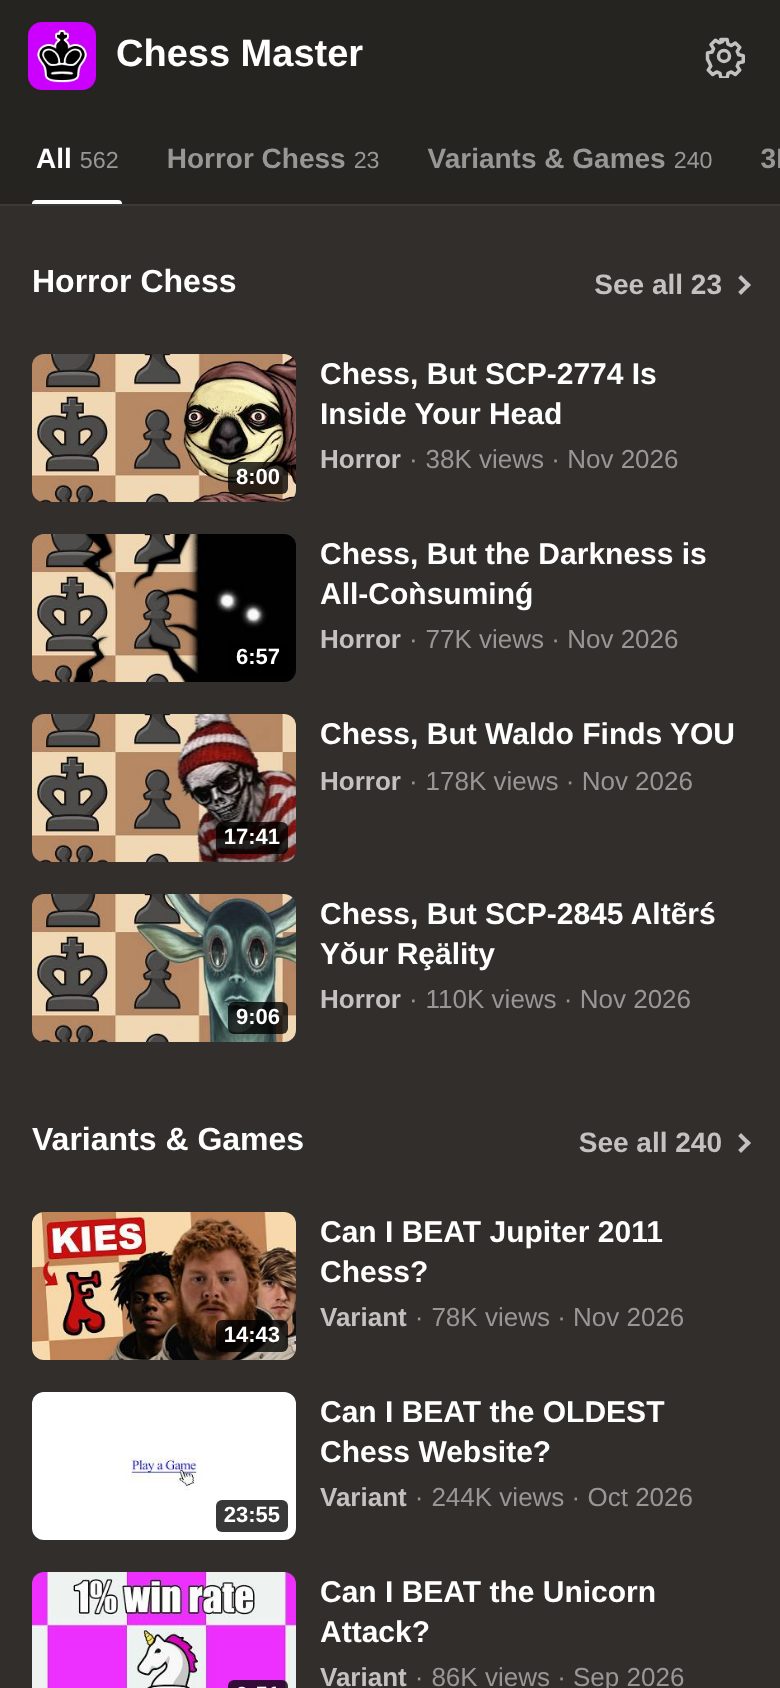 Chess Master
All 562
Horror Chess 23
Variants & Games 240
Horror Chess
See all 23
8:00
Chess, But SCP-2774 Is
Inside Your Head
Horror · 38K views · Nov 2026
6:57
Chess, But the Darkness is
All-Coǹsuminǵ
Horror · 77K views · Nov 2026
17:41
Chess, But Waldo Finds YOU
Horror · 178K views · Nov 2026
9:06
Chess, But SCP-2845 Altẽrś
Yŏur Ręälity
Horror · 110K views · Nov 2026
Variants & Games
See all 240
KIES
14:43
Can I BEAT Jupiter 2011
Chess?
Variant · 78K views · Nov 2026
Play a Game
23:55
Can I BEAT the OLDEST
Chess Website?
Variant · 244K views · Oct 2026
1% win rate
Can I BEAT the Unicorn
Attack?
Variant · 86K views · Sep 2026